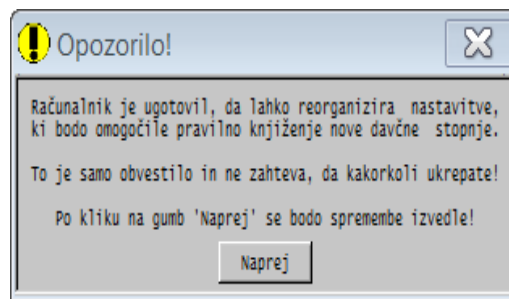 Opozorilo!
Računalnik je ugotovil, da lahko reorganizira nastavitve,
ki bodo omogočile pravilno knjiženje nove davčne stopnje.
To je samo obvestilo in ne zahteva, da kakorkoli ukrepate!
Po kliku na gumb 'Naprej' se bodo spremembe izvedle!
Naprej